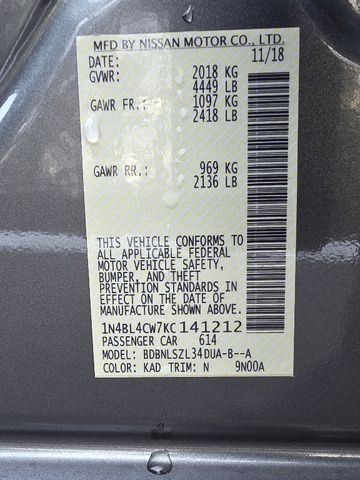 MFD BY NISSAN MOTOR CO., LTD.
DATE: 11/18
GVWR: 2018 KG
4449 LB
GAWR FR.: 1097 KG
2418 LB
GAWR RR.: 969 KG
2136 LB
THIS VEHICLE CONFORMS TO
ALL APPLICABLE FEDERAL
MOTOR VEHICLE SAFETY,
BUMPER, AND THEFT
PREVENTION STANDARDS IN
EFFECT ON THE DATE OF
MANUFACTURE SHOWN ABOVE.
1N4BL4CW7KC141212
PASSENGER CAR 614
MODEL: BDBNLSZL34DUA-B--A
COLOR: KAD TRIM: N 9N00A